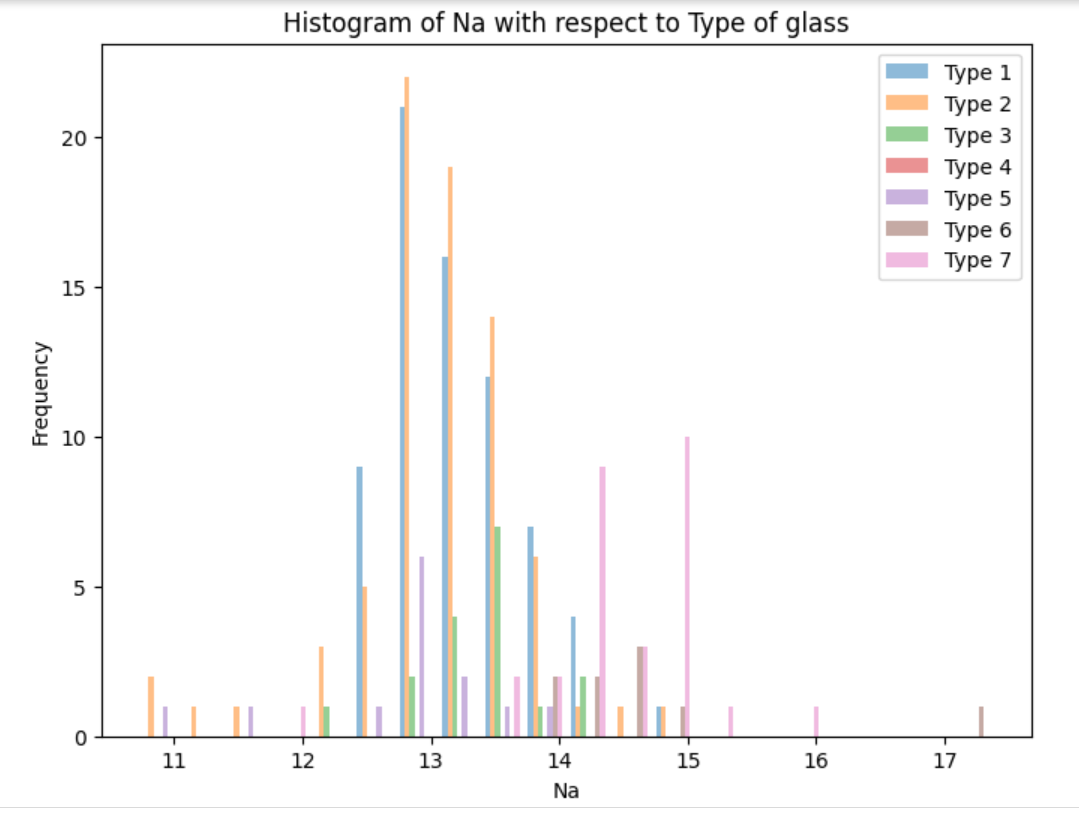 Histogram of Na with respect to Type of glass
Type 1
Type 2
Type 3
Type 4
Type 5
Type 6
Type 7
Frequency
20
15
10
5
0
11 12 13 14 15 16 17
Na